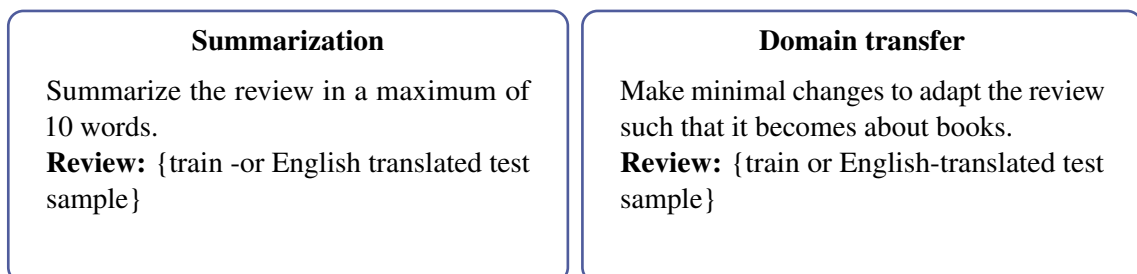 Summarization
Summarize the review in a maximum of
10 words.
Review: {train -or English translated test
sample}
Domain transfer
Make minimal changes to adapt the review
such that it becomes about books.
Review: {train or English-translated test
sample}